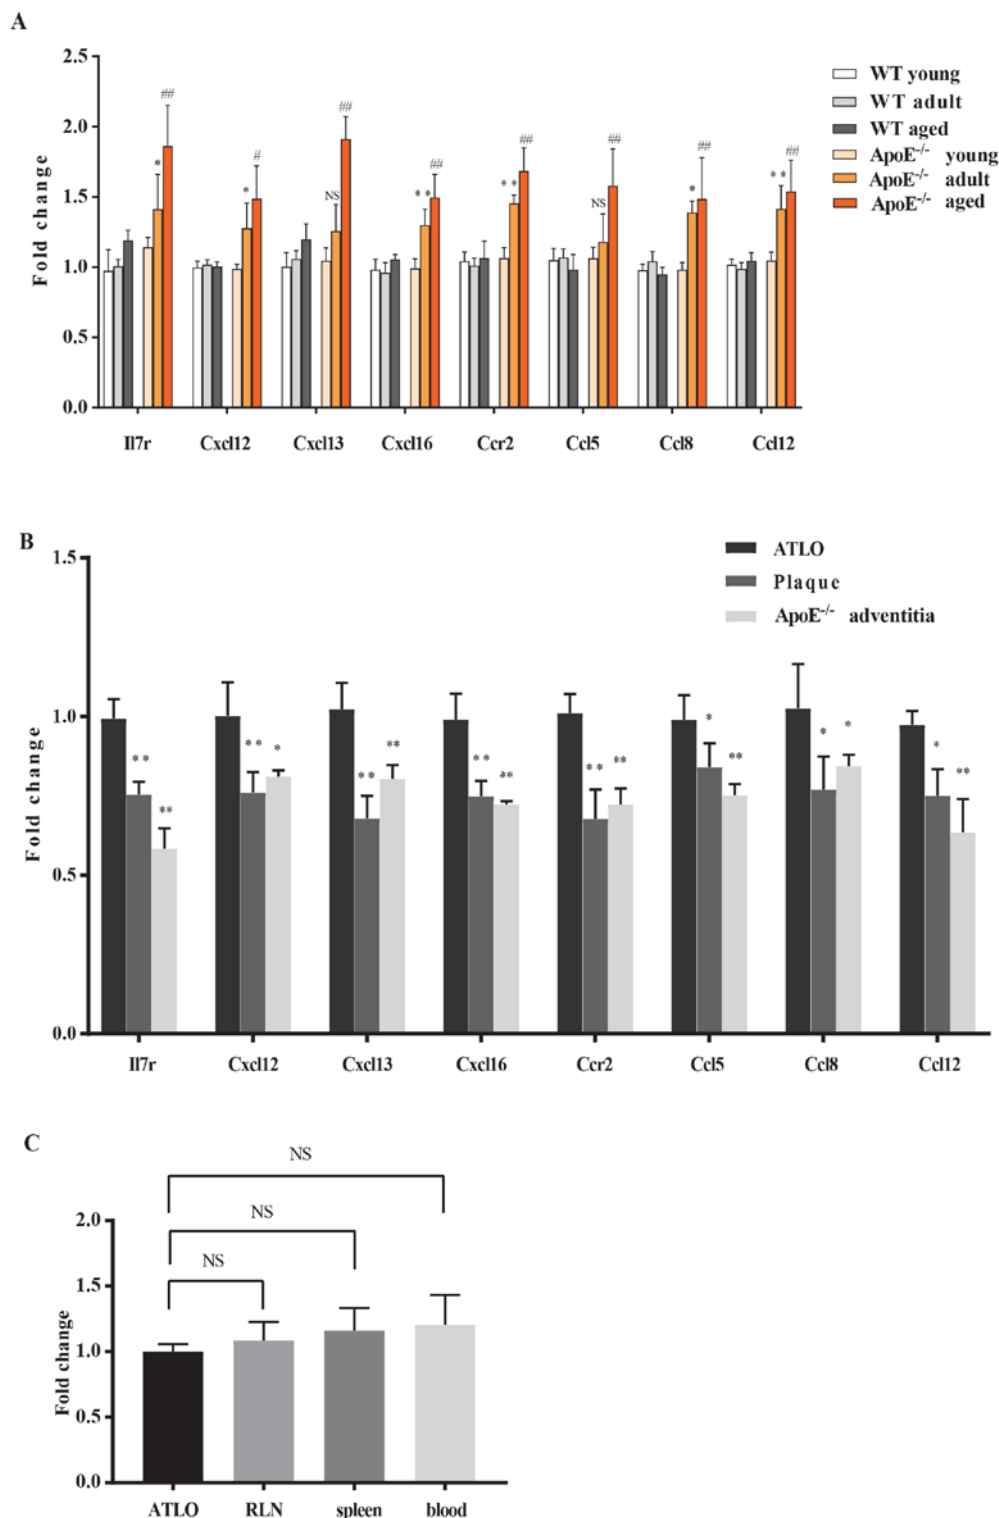 A
2.5
2.0
1.5
1.0
0.5
0.0
Fold change
WT young
WT adult
WT aged
ApoE-/- young
ApoE-/- adult
ApoE-/- aged
##
*
#
*
##
NS
##
**
##
**
##
NS
##
*
##
**
Il7r Cxcl12 Cxcl13 Cxcl16 Ccr2 Ccl5 Ccl8 Ccl12
B
1.5
1.0
0.5
0.0
Fold change
ATLO
Plaque
ApoE-/- adventitia
** **
** *
** **
** **
** **
* **
* *
* **
Il7r Cxcl12 Cxcl13 Cxcl16 Ccr2 Ccl5 Ccl8 Ccl12
C
NS
NS
NS
2.0
1.5
1.0
0.5
0.0
Fold change
ATLO RLN spleen blood